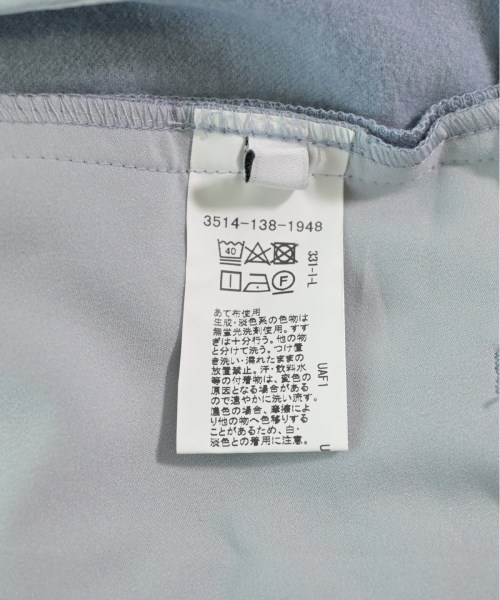 3514-138-1948
40
F
331-I-L
あて布使用
生成・淡色系の色物は
無蛍光洗剤使用。すす
ぎは十分行う。他の物
と分けて洗う。つけ置
き洗い・濡れたままの
放置禁止。汗・飲料水
等の付着物は、変色の
原因となる場合がある
ので速やかに洗い流す。
濃色の場合、摩擦によ
り他の物へ色移りする
ことがあるため、白・
淡色との着用に注意。
UAF1
U